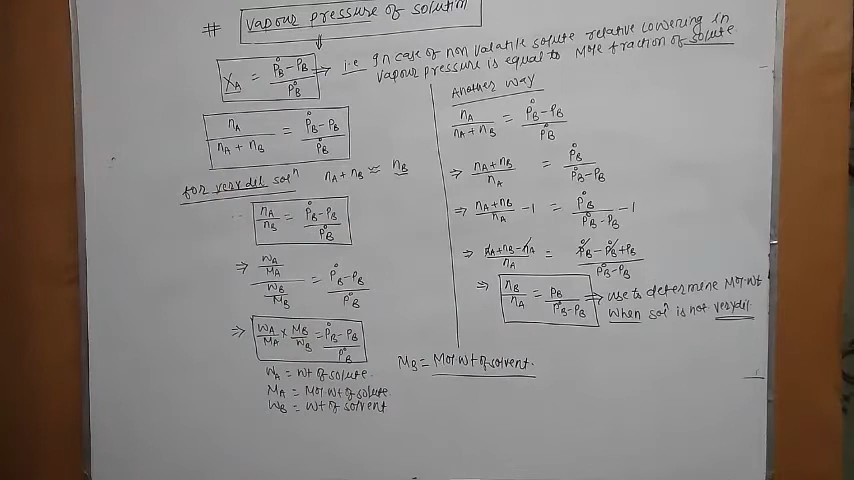 # vapour pressure of solution
X_A = (P°_B - P_B)/P°_B ⇒ i.e In case of non valatile solute relative lowering in
vapour pressure is equal to Mole fraction of solute.
n_A/(n_A + n_B) = (P°_B - P_B)/P°_B
for very dil solⁿ n_A + n_B ≈ n_B
n_A/n_B = (P°_B - P_B)/P°_B
⇒ (w_A/M_A)/(w_B/M_B) = (P°_B - P_B)/P°_B
⇒ w_A/M_A × M_B/w_B = (P°_B - P_B)/P°_B
w_A = wt of solute.
M_A = Mol. wt of solute.
w_B = wt of solvent
Another way
n_A/(n_A + n_B) = (P°_B - P_B)/P°_B
⇒ (n_A + n_B)/n_A = P°_B/(P°_B - P_B)
⇒ (n_A + n_B)/n_A - 1 = P°_B/(P°_B - P_B) - 1
⇒ (n_A + n_B - n_A)/n_A = (P°_B - P°_B + P_B)/(P°_B - P_B)
⇒ n_B/n_A = P_B/(P°_B - P_B) ⇒ use to determine Mol. wt
when sol is not very dil.
M_B = Mol wt of solvent.